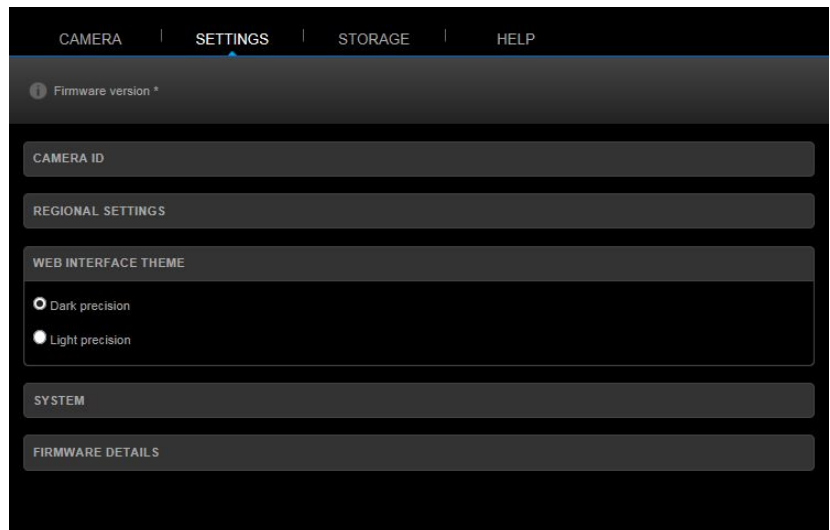 CAMERA | SETTINGS | STORAGE | HELP
Firmware version *
CAMERA ID
REGIONAL SETTINGS
WEB INTERFACE THEME
Dark precision
Light precision
SYSTEM
FIRMWARE DETAILS